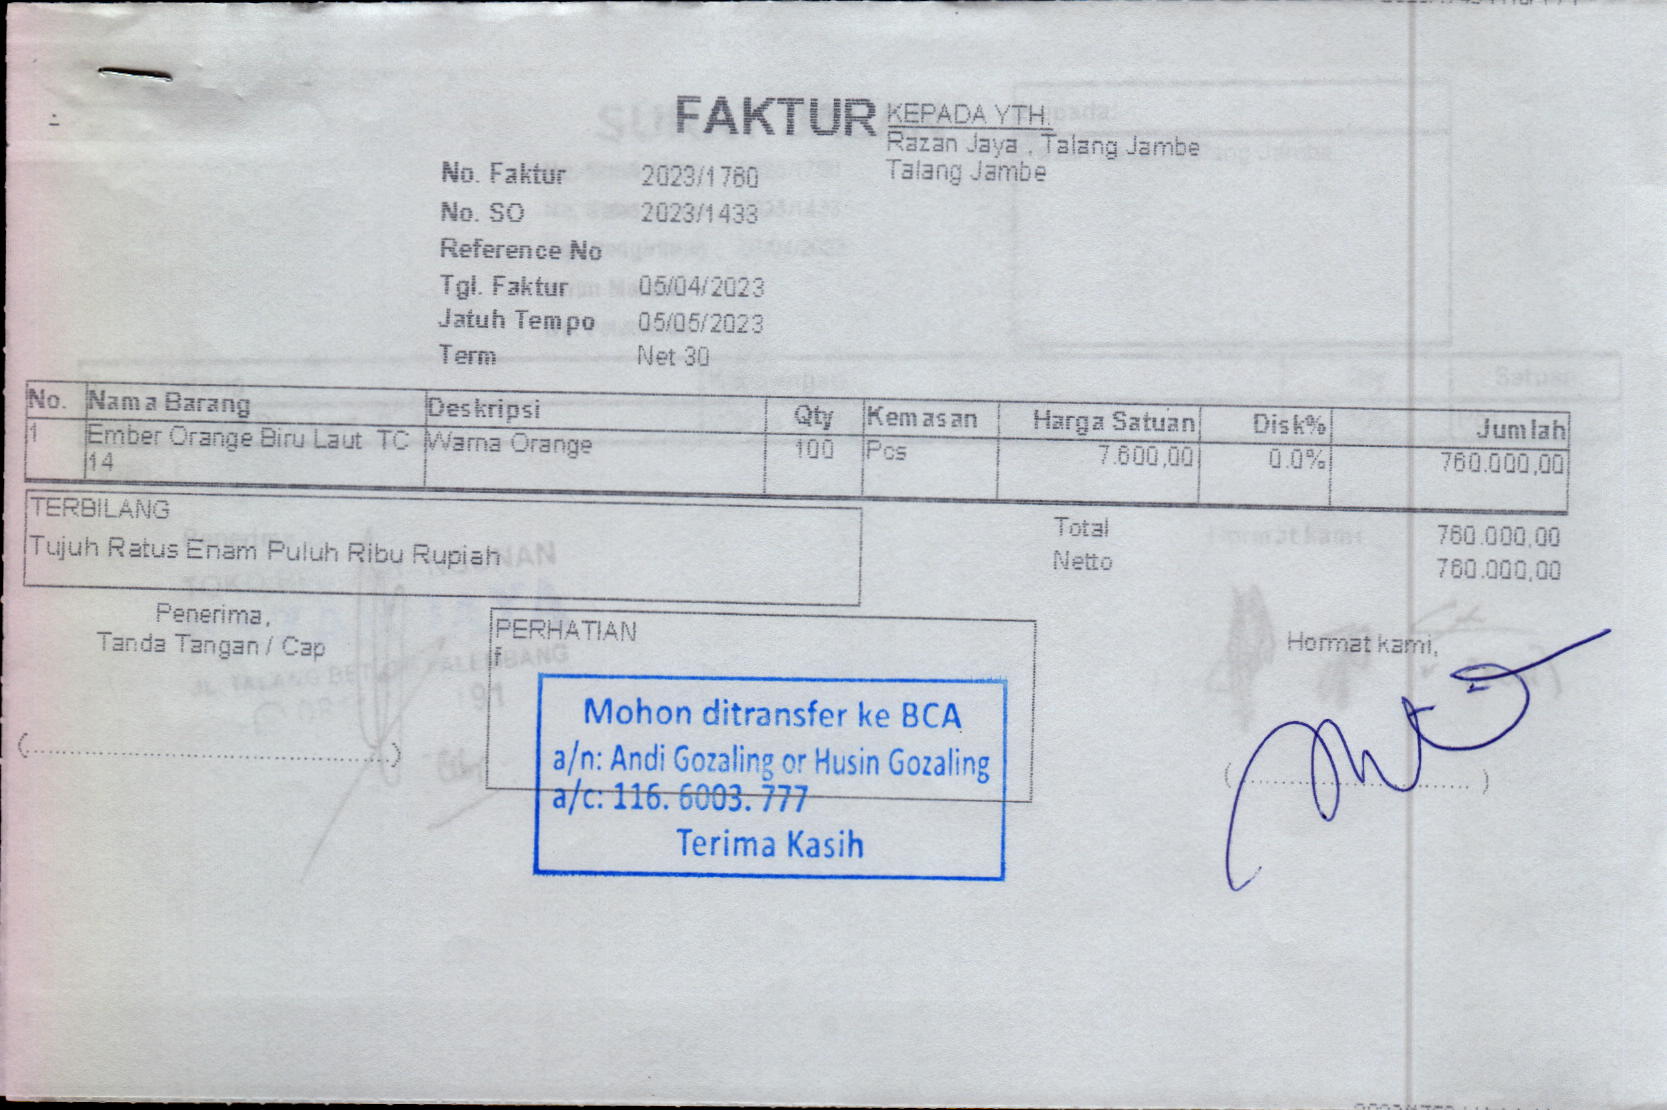 FAKTUR
KEPADA YTH.
Razan Jaya , Talang Jambe
Talang Jambe
No. Faktur 2023/1760
No. SO 2023/1433
Reference No
Tgl. Faktur 05/04/2023
Jatuh Tempo 05/05/2023
Term Net 30
No. Nama Barang Deskripsi Qty Kemasan Harga Satuan Disk% Jumlah
1 Ember Orange Biru Laut TC Warna Orange 100 Pcs 7.600,00 0.0% 760.000,00
14
TERBILANG
Tujuh Ratus Enam Puluh Ribu Rupiah
Total 760.000,00
Netto 760.000,00
Penerima,
Tanda Tangan / Cap
PERHATIAN
f
Hormat kami,
Mohon ditransfer ke BCA
a/n: Andi Gozaling or Husin Gozaling
a/c: 116. 6003. 777
Terima Kasih
(..............................................)
(..............................)